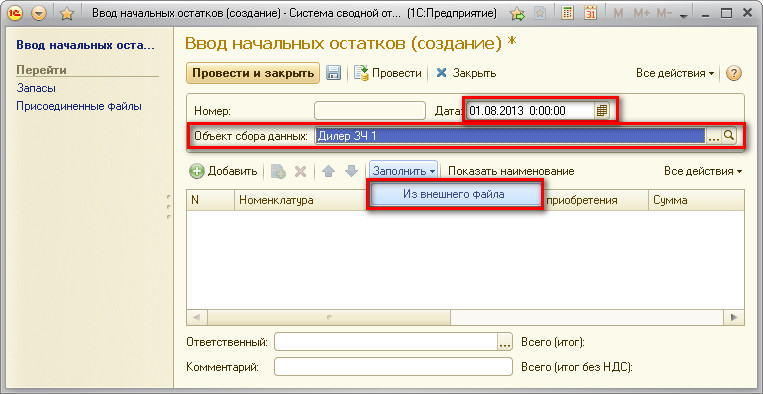 Ввод начальных остатков (создание) - Система сводной от... (1С:Предприятие)
M M+ M-
Ввод начальных оста...
Перейти
Запасы
Присоединенные файлы
Ввод начальных остатков (создание) *
Провести и закрыть Провести Закрыть Все действия ?
Номер: Дата: 01.08.2013 0:00:00
Объект сбора данных: Дилер ЗЧ 1 ...
Добавить Заполнить Показать наименование Все действия
Из внешнего файла
N Номенклатура приобретения Сумма
Ответственный: ... Всего (итог):
Комментарий: Всего (итог без НДС):